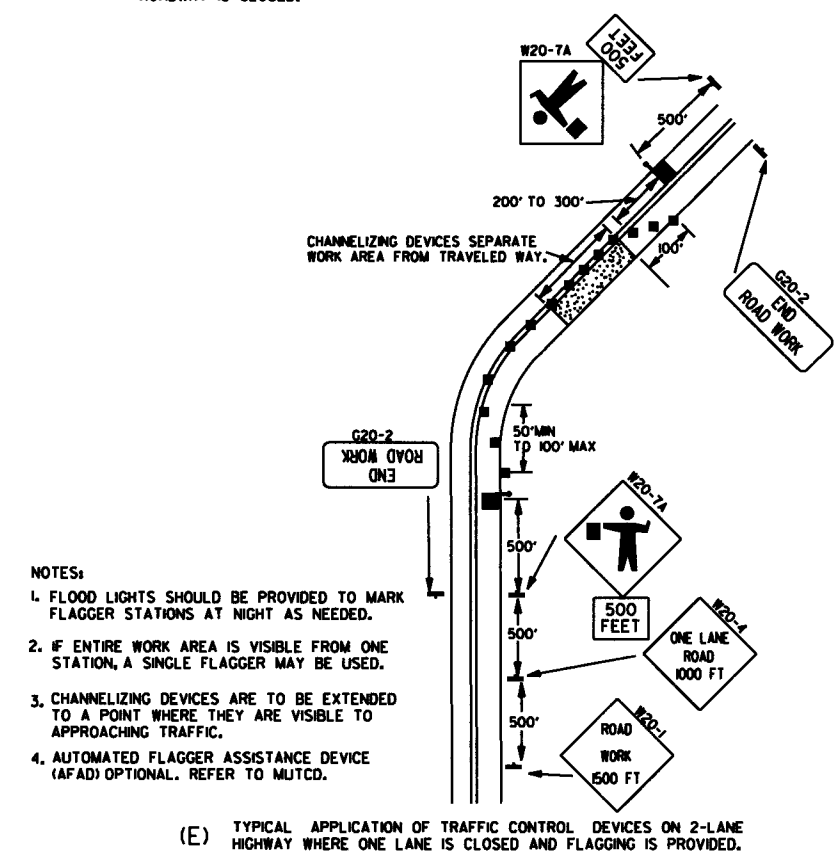 ROADWAY IS CLOSED.
W20-7A
500
FEET
500'
200' TO 300'
CHANNELIZING DEVICES SEPARATE
WORK AREA FROM TRAVELED WAY.
100'
G20-2
END
ROAD WORK
50'MIN
TO 100' MAX
G20-2
END
ROAD WORK
W20-7A
500'
500
FEET
500'
W20-4
ONE LANE
ROAD
1000 FT
500'
W20-1
ROAD
WORK
1500 FT
NOTES:
1. FLOOD LIGHTS SHOULD BE PROVIDED TO MARK
FLAGGER STATIONS AT NIGHT AS NEEDED.
2. IF ENTIRE WORK AREA IS VISIBLE FROM ONE
STATION, A SINGLE FLAGGER MAY BE USED.
3. CHANNELIZING DEVICES ARE TO BE EXTENDED
TO A POINT WHERE THEY ARE VISIBLE TO
APPROACHING TRAFFIC.
4. AUTOMATED FLAGGER ASSISTANCE DEVICE
(AFAD) OPTIONAL. REFER TO MUTCD.
(E) TYPICAL APPLICATION OF TRAFFIC CONTROL DEVICES ON 2-LANE
HIGHWAY WHERE ONE LANE IS CLOSED AND FLAGGING IS PROVIDED.